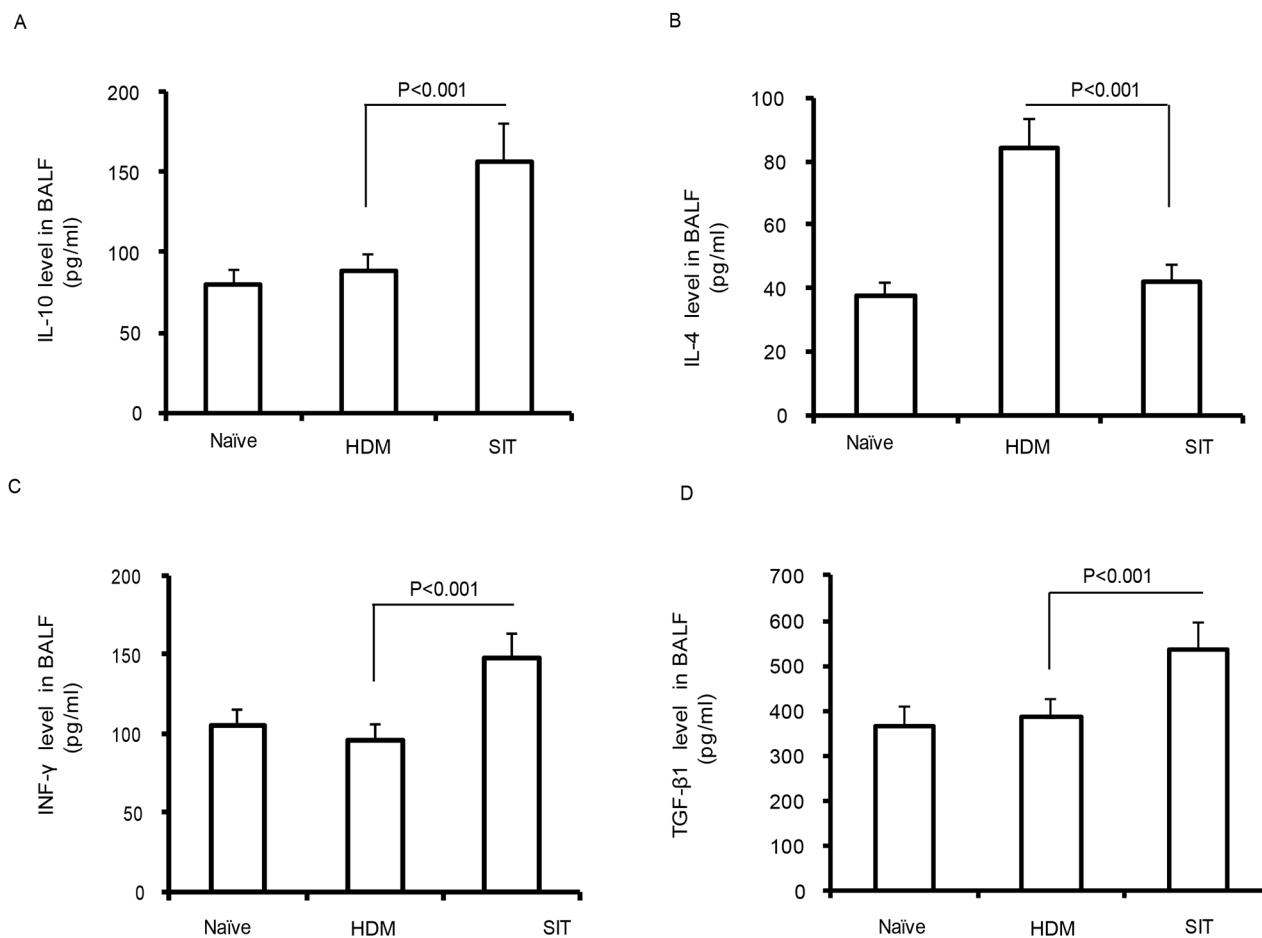 A
IL-10 level in BALF
(pg/ml)
200
150
100
50
0
P<0.001
Naïve
HDM
SIT
B
IL-4 level in BALF
(pg/ml)
100
80
60
40
20
0
P<0.001
Naïve
HDM
SIT
C
INF-γ level in BALF
(pg/ml)
200
150
100
50
0
P<0.001
Naïve
HDM
SIT
D
TGF-β1 level in BALF
(pg/ml)
700
600
500
400
300
200
100
0
P<0.001
Naïve
HDM
SIT